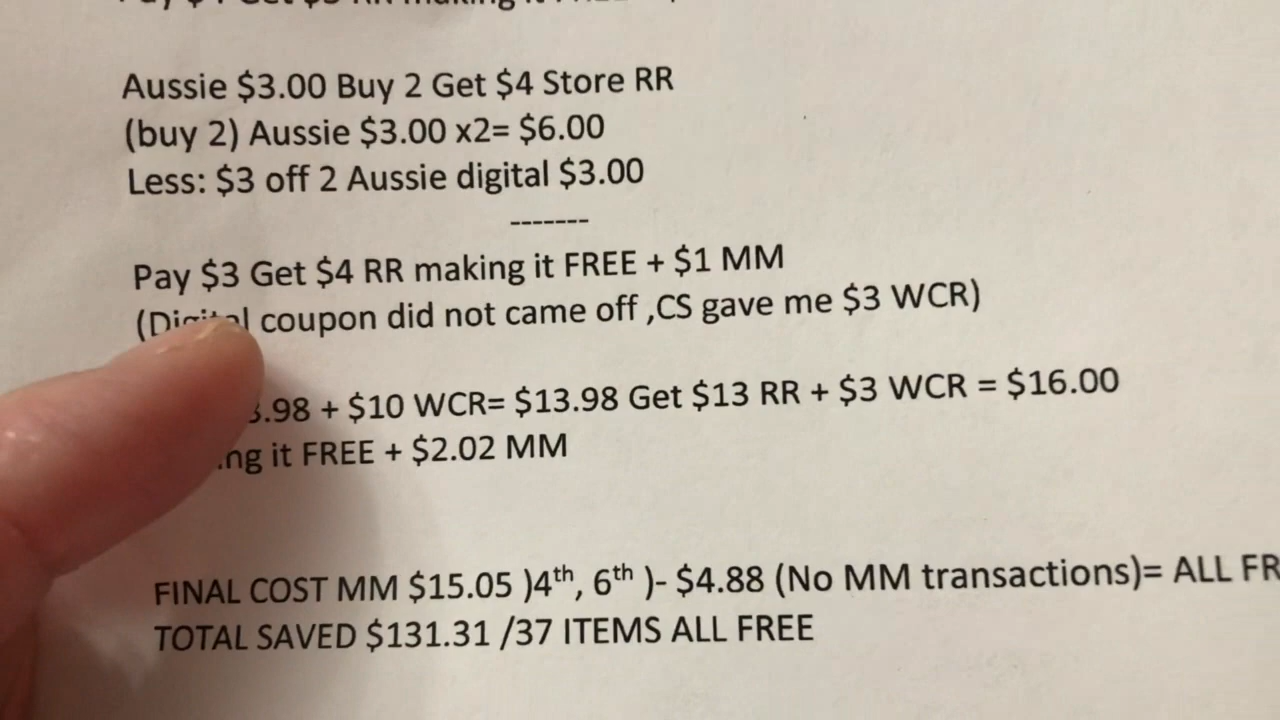 Aussie $3.00 Buy 2 Get $4 Store RR
(buy 2) Aussie $3.00 x2= $6.00
Less: $3 off 2 Aussie digital $3.00
-------
Pay $3 Get $4 RR making it FREE + $1 MM
(Digital coupon did not came off ,CS gave me $3 WCR)
.98 + $10 WCR= $13.98 Get $13 RR + $3 WCR = $16.00
it FREE + $2.02 MM
FINAL COST MM $15.05 )4th, 6th )- $4.88 (No MM transactions)= ALL FR
TOTAL SAVED $131.31 /37 ITEMS ALL FREE